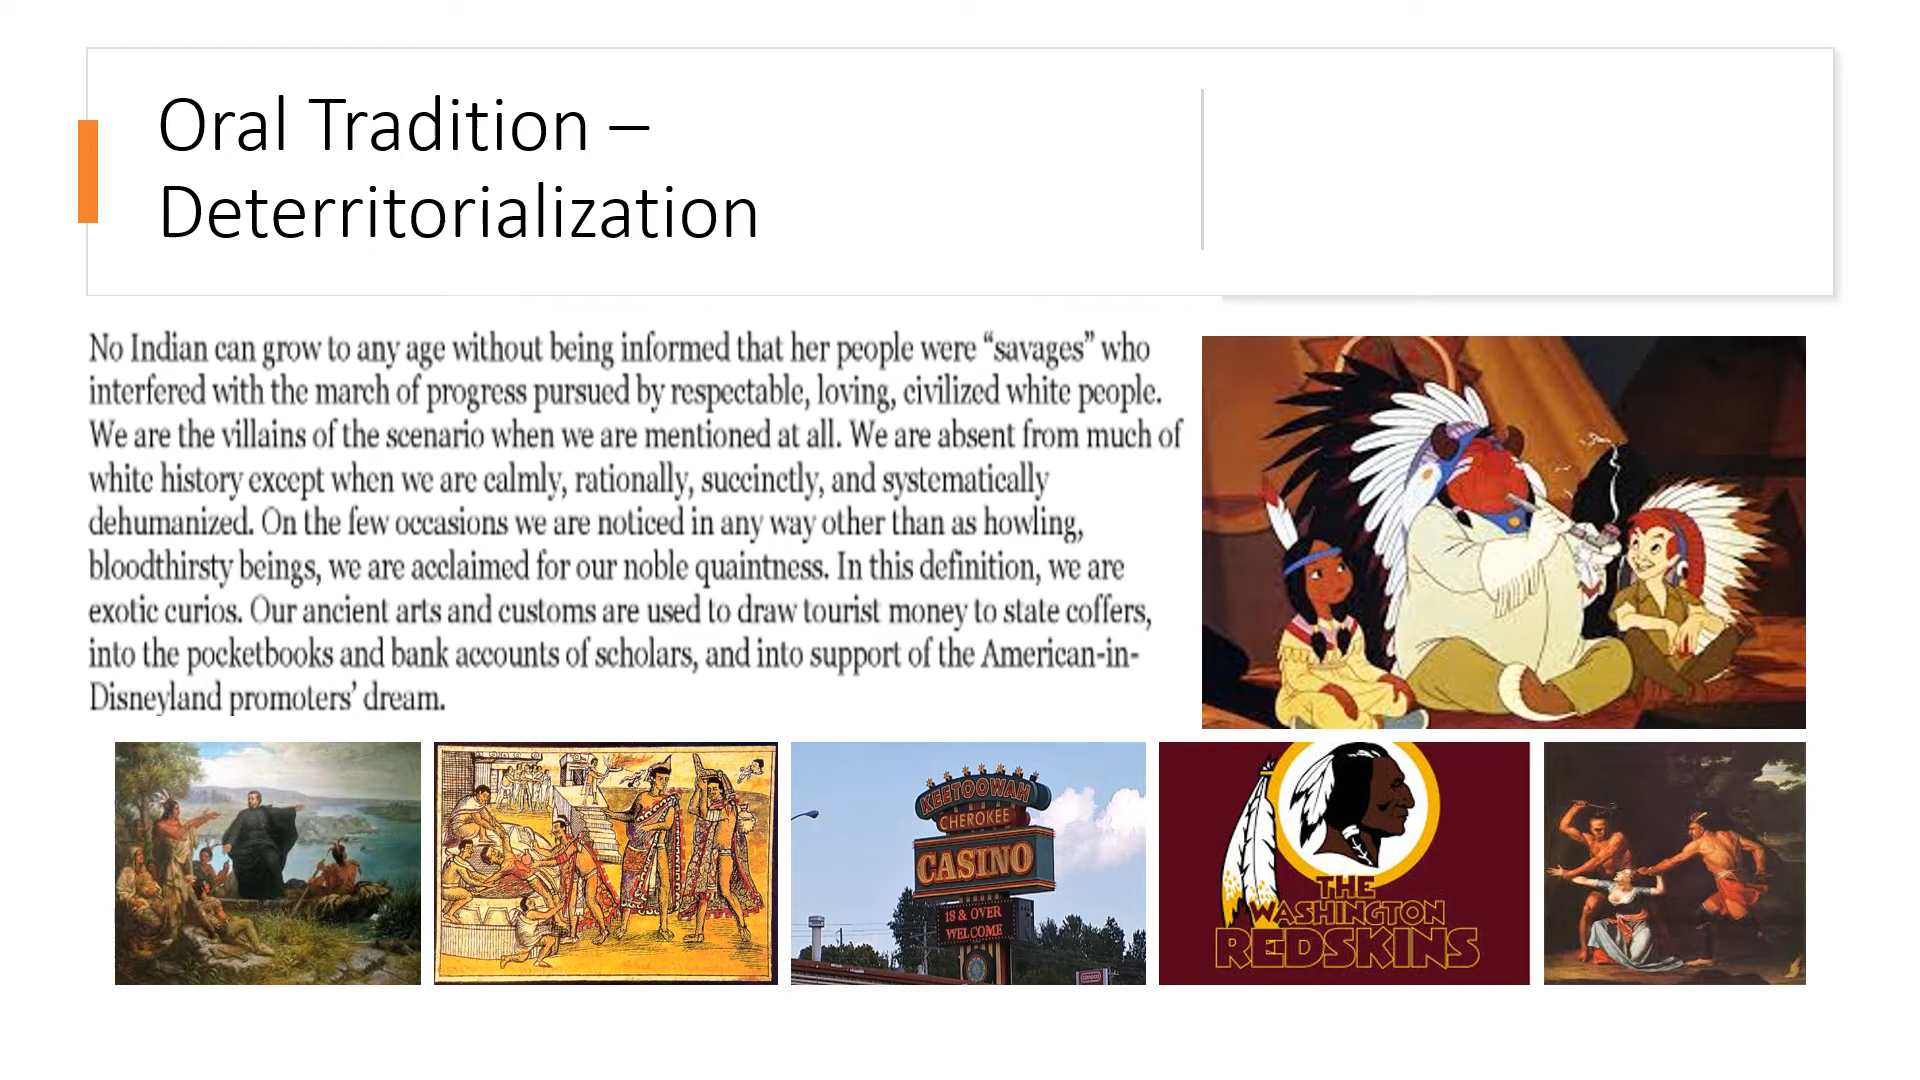 Oral Tradition –
Deterritorialization
No Indian can grow to any age without being informed that her people were “savages” who
interfered with the march of progress pursued by respectable, loving, civilized white people.
We are the villains of the scenario when we are mentioned at all. We are absent from much of
white history except when we are calmly, rationally, succinctly, and systematically
dehumanized. On the few occasions we are noticed in any way other than as howling,
bloodthirsty beings, we are acclaimed for our noble quaintness. In this definition, we are
exotic curios. Our ancient arts and customs are used to draw tourist money to state coffers,
into the pocketbooks and bank accounts of scholars, and into support of the American-in-
Disneyland promoters’ dream.
KEETOOWAH
CHEROKEE
CASINO
18 & OVER
WELCOME
THE
WASHINGTON
REDSKINS